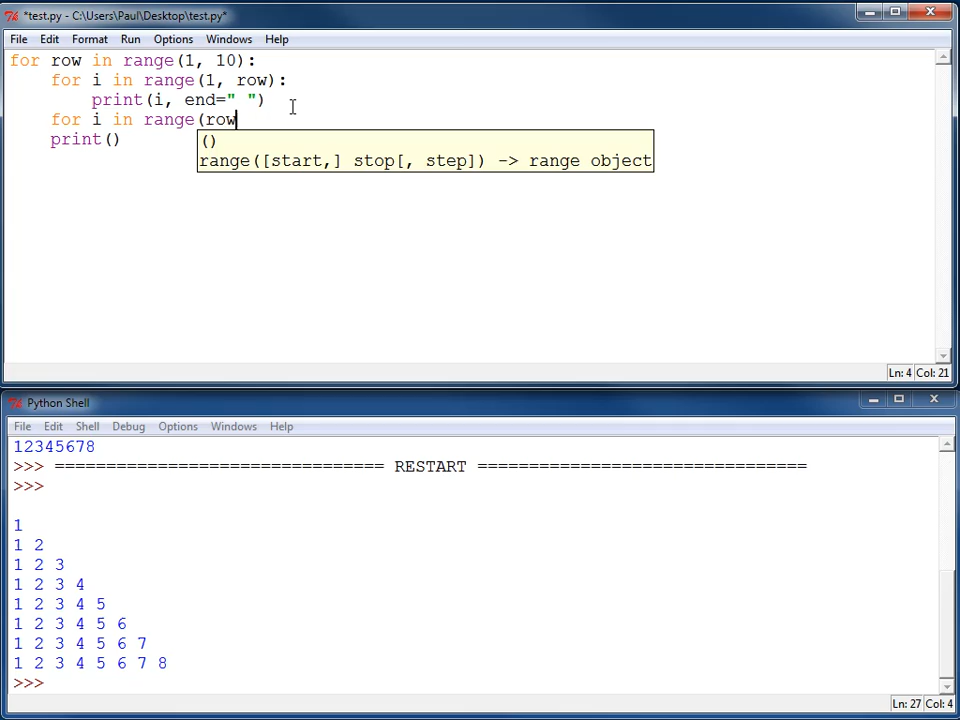 *test.py - C:\Users\Paul\Desktop\test.py*
File Edit Format Run Options Windows Help
for row in range(1, 10):
    for i in range(1, row):
        print(i, end=" ")
    for i in range(row
    print()
()
range([start,] stop[, step]) -> range object
Ln: 4 Col: 21
Python Shell
File Edit Shell Debug Options Windows Help
12345678
>>> ================================ RESTART ================================
>>>
1
1 2
1 2 3
1 2 3 4
1 2 3 4 5
1 2 3 4 5 6
1 2 3 4 5 6 7
1 2 3 4 5 6 7 8
>>>
Ln: 27 Col: 4